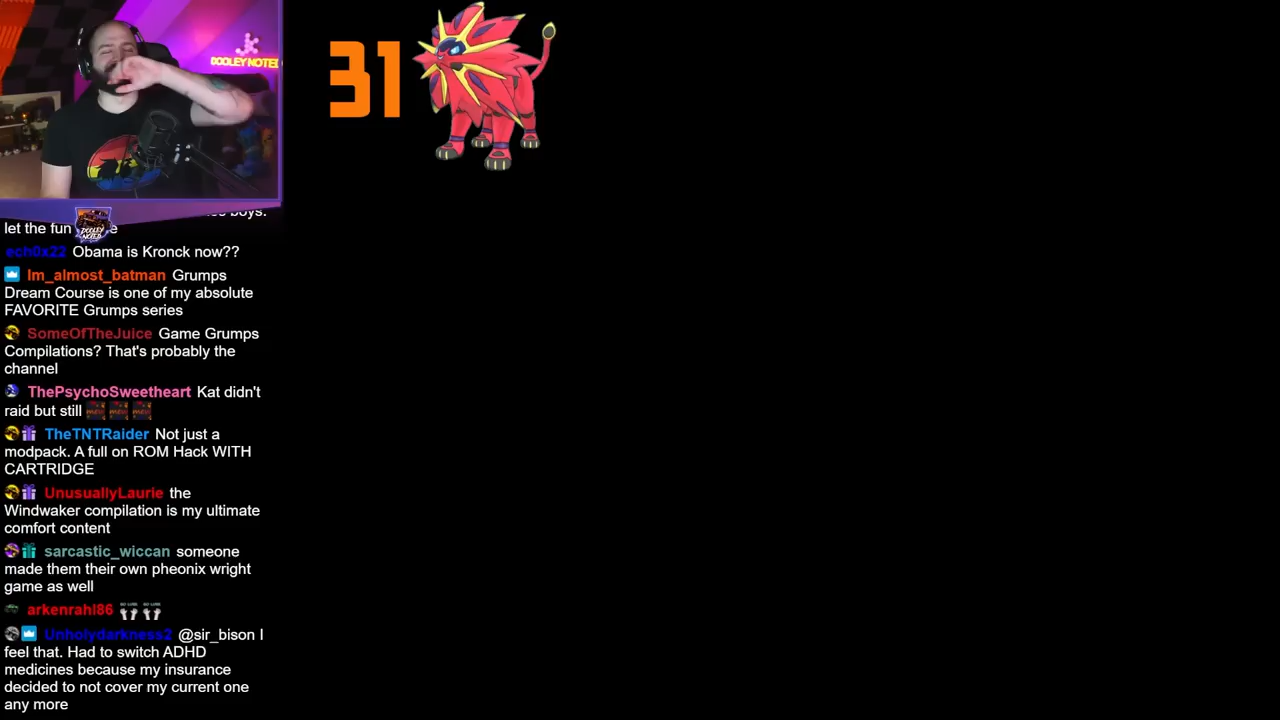 DOOLEY NOTED
31
boys.
let the fun
DOOLEY
WORLD
ech0x22 Obama is Kronck now??
Im_almost_batman Grumps
Dream Course is one of my absolute
FAVORITE Grumps series
SomeOfTheJuice Game Grumps
Compilations? That's probably the
channel
ThePsychoSweetheart Kat didn't
raid but still
TheTNTRaider Not just a
modpack. A full on ROM Hack WITH
CARTRIDGE
UnusuallyLaurie the
Windwaker compilation is my ultimate
comfort content
sarcastic_wiccan someone
made them their own pheonix wright
game as well
arkenrahl86
Unholydarkness2 @sir_bison I
feel that. Had to switch ADHD
medicines because my insurance
decided to not cover my current one
any more